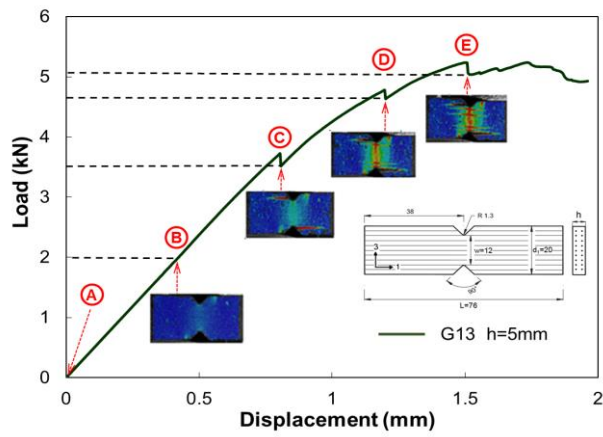 Load (kN)
6
5
4
3
2
1
0
A
B
C
D
E
38
R 1.3
h
3
1
w=12
d₁=20
90°
L=76
G13 h=5mm
0
0.5
1
1.5
2
Displacement (mm)